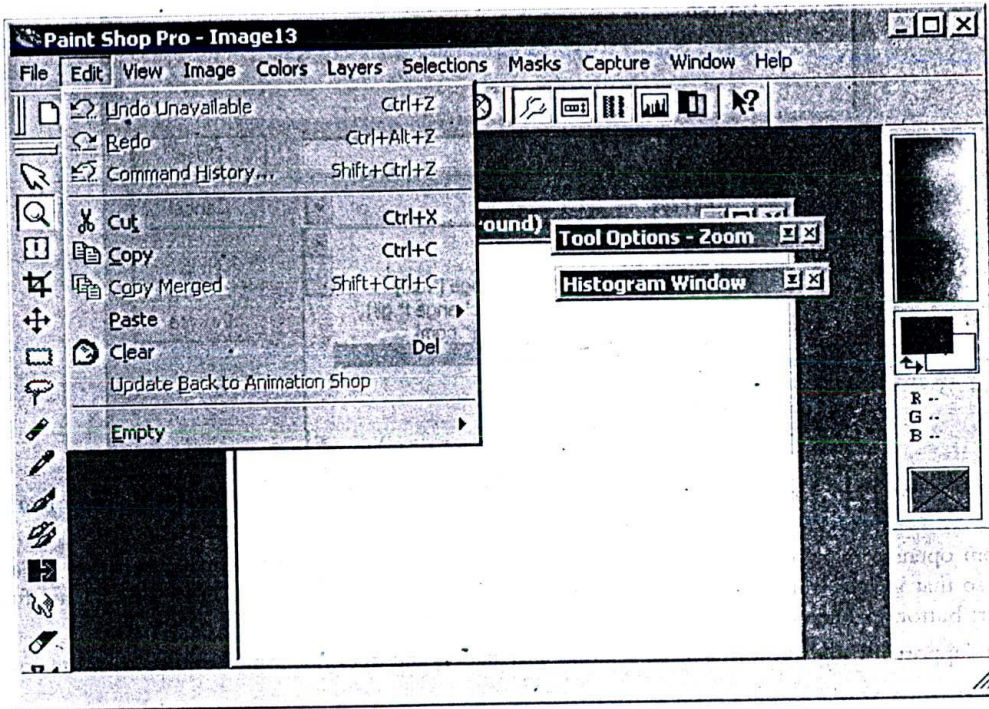 Paint Shop Pro - Image13
File Edit View Image Colors Layers Selections Masks Capture Window Help
Undo Unavailable Ctrl+Z
Redo Ctrl+Alt+Z
Command History... Shift+Ctrl+Z
Cut Ctrl+X
Copy Ctrl+C
Copy Merged Shift+Ctrl+C
Paste
Clear Del
Update Back to Animation Shop
Empty
round)
Tool Options - Zoom
Histogram Window
R --
G --
B --